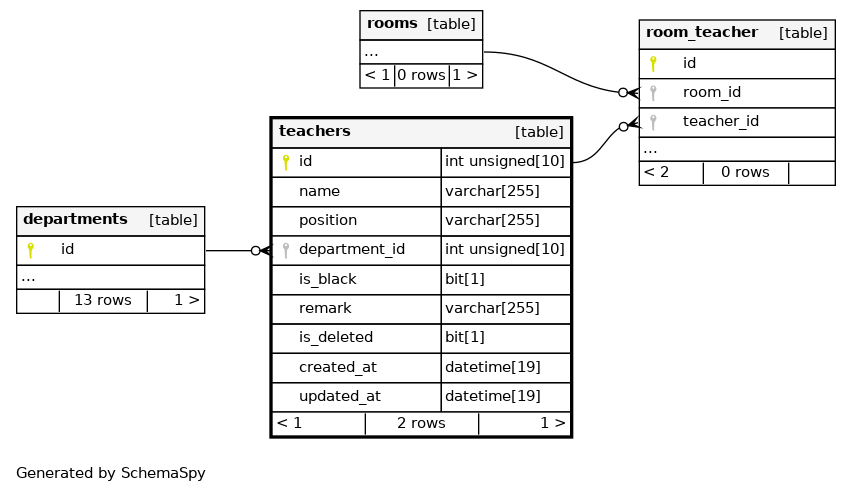 rooms [table]
...
< 1 0 rows 1 >
room_teacher [table]
id
room_id
teacher_id
...
< 2 0 rows
teachers [table]
id int unsigned[10]
name varchar[255]
position varchar[255]
department_id int unsigned[10]
is_black bit[1]
remark varchar[255]
is_deleted bit[1]
created_at datetime[19]
updated_at datetime[19]
< 1 2 rows 1 >
departments [table]
id
...
13 rows 1 >
Generated by SchemaSpy